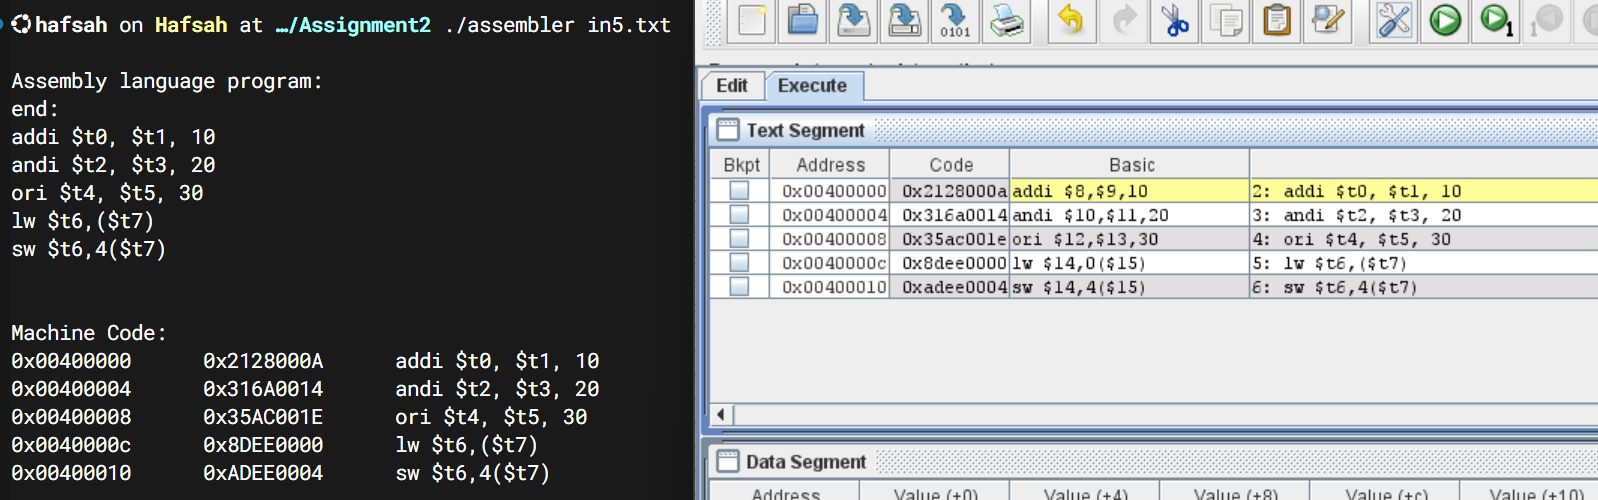 hafsah on Hafsah at …/Assignment2 ./assembler in5.txt
Assembly language program:
end:
addi $t0, $t1, 10
andi $t2, $t3, 20
ori $t4, $t5, 30
lw $t6,($t7)
sw $t6,4($t7)
Machine Code:
0x00400000 0x2128000A addi $t0, $t1, 10
0x00400004 0x316A0014 andi $t2, $t3, 20
0x00400008 0x35AC001E ori $t4, $t5, 30
0x0040000c 0x8DEE0000 lw $t6,($t7)
0x00400010 0xADEE0004 sw $t6,4($t7)
0101
1
1
Edit Execute
Text Segment
Bkpt Address Code Basic
0x00400000 0x2128000a addi $8,$9,10 2: addi $t0, $t1, 10
0x00400004 0x316a0014 andi $10,$11,20 3: andi $t2, $t3, 20
0x00400008 0x35ac001e ori $12,$13,30 4: ori $t4, $t5, 30
0x0040000c 0x8dee0000 lw $14,0($15) 5: lw $t6,($t7)
0x00400010 0xadee0004 sw $14,4($15) 6: sw $t6,4($t7)
Data Segment
Address Value (+0) Value (+4) Value (+8) Value (+c) Value (+10)